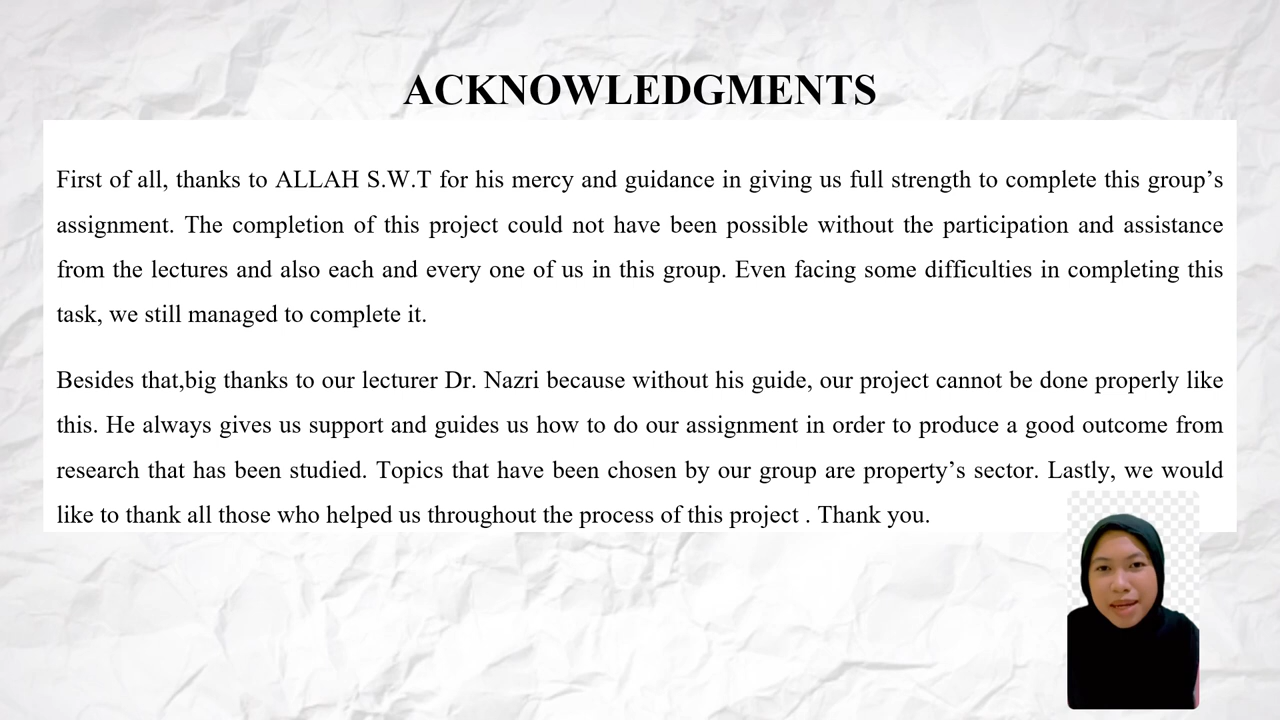 ACKNOWLEDGMENTS
First of all, thanks to ALLAH S.W.T for his mercy and guidance in giving us full strength to complete this group’s
assignment. The completion of this project could not have been possible without the participation and assistance
from the lectures and also each and every one of us in this group. Even facing some difficulties in completing this
task, we still managed to complete it.
Besides that,big thanks to our lecturer Dr. Nazri because without his guide, our project cannot be done properly like
this. He always gives us support and guides us how to do our assignment in order to produce a good outcome from
research that has been studied. Topics that have been chosen by our group are property’s sector. Lastly, we would
like to thank all those who helped us throughout the process of this project . Thank you.